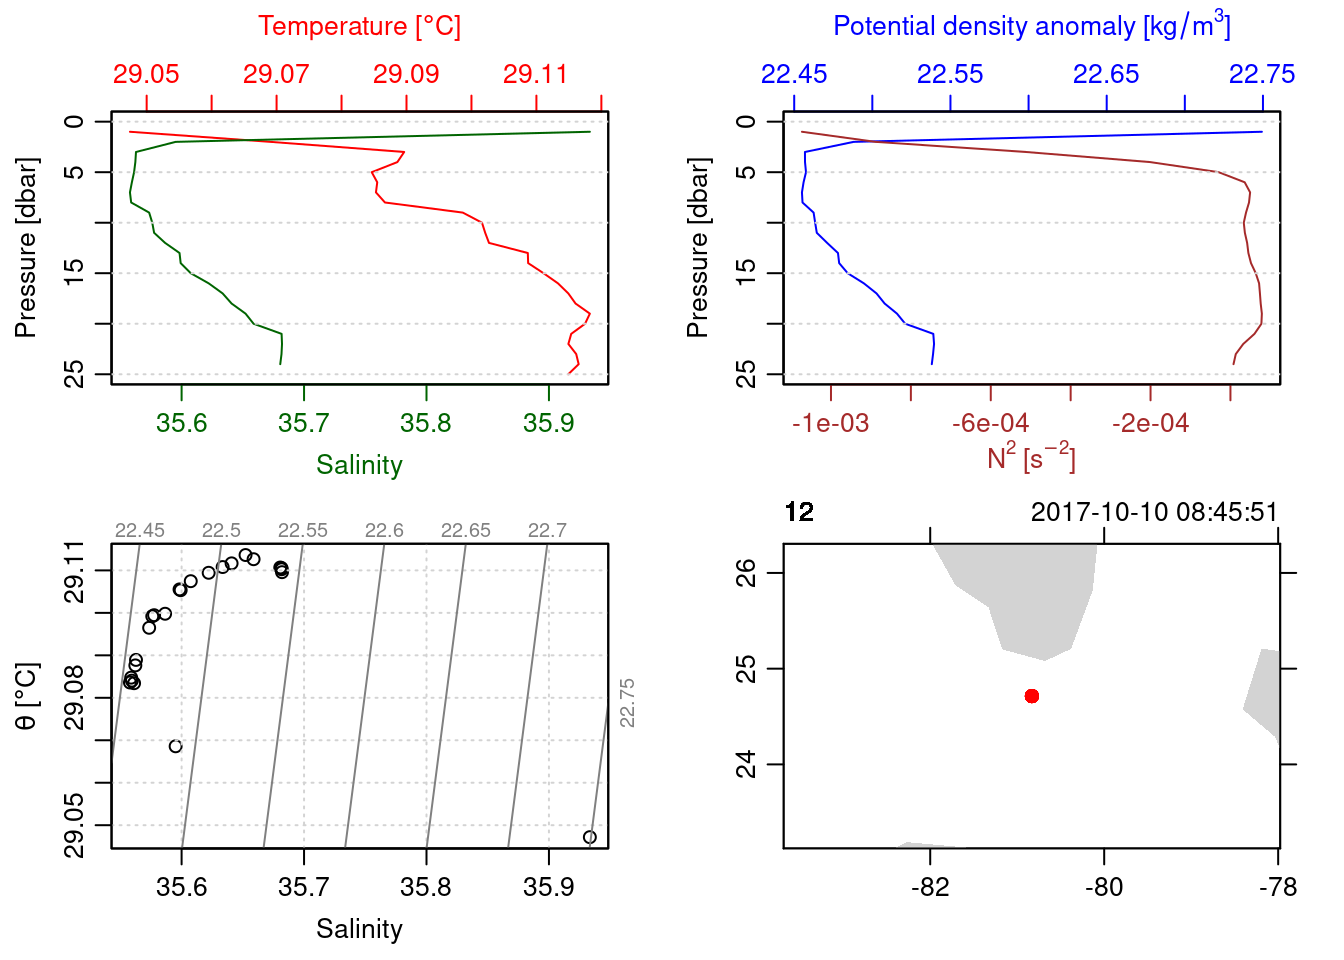 Temperature [°C]
29.05 29.07 29.09 29.11
Pressure [dbar]
0
5
15
25
35.6 35.7 35.8 35.9
Salinity
Potential density anomaly [kg/m³]
22.45 22.55 22.65 22.75
Pressure [dbar]
0
5
15
25
-1e-03 -6e-04 -2e-04
N² [s⁻²]
22.45 22.5 22.55 22.6 22.65 22.7
22.75
θ [°C]
29.11
29.08
29.05
35.6 35.7 35.8 35.9
Salinity
12 2017-10-10 08:45:51
26
25
24
-82 -80 -78